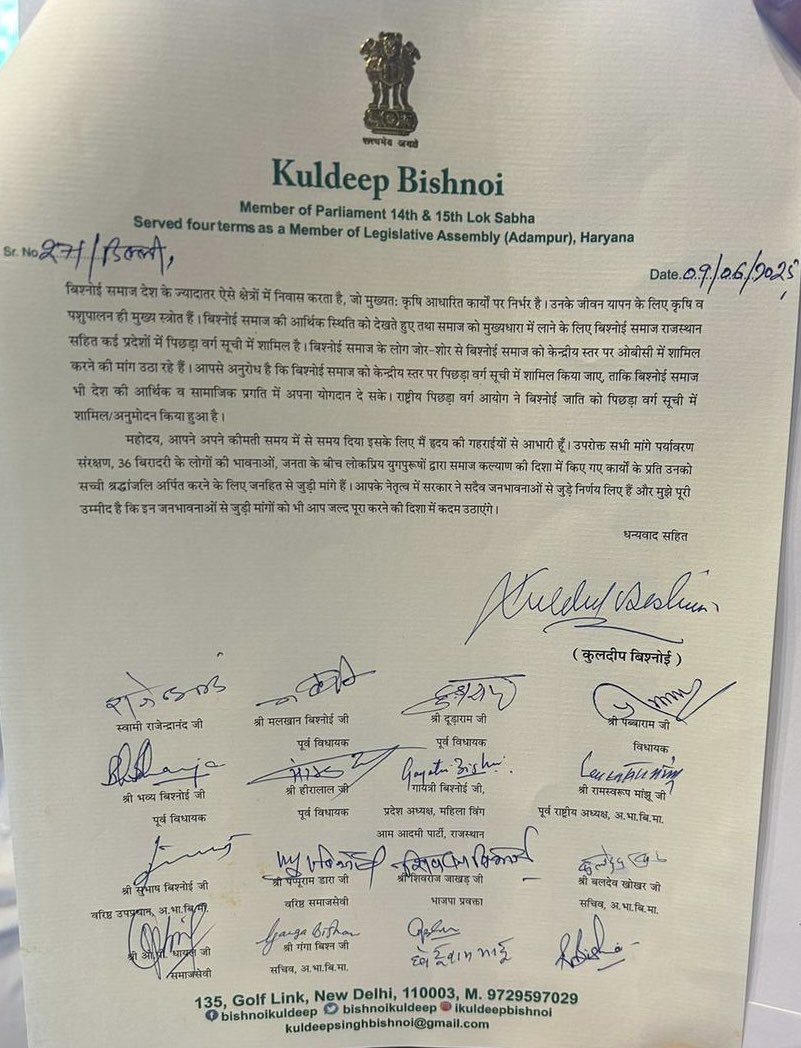 सत्यमेव जयते
Kuldeep Bishnoi
Member of Parliament 14th & 15th Lok Sabha
Served four terms as a Member of Legislative Assembly (Adampur), Haryana
Sr. No. 27/दिल्ली,
Date. 09/06/2025
बिश्नोई समाज देश के ज्यादातर ऐसे क्षेत्रों में निवास करता है, जो मुख्यतः कृषि आधारित कार्यो पर निर्भर है। उनके जीवन यापन के लिए कृषि व
पशुपालन ही मुख्य स्त्रोत हैं। बिश्नोई समाज की आर्थिक स्थिति को देखते हुए तथा समाज को मुख्यधारा में लाने के लिए बिश्नोई समाज राजस्थान
सहित कई प्रदेशों में पिछड़ा वर्ग सूची में शामिल है। बिश्नोई समाज के लोग जोर-शोर से बिश्नोई समाज को केन्द्रीय स्तर पर ओबीसी में शामिल
करने की मांग उठा रहे हैं। आपसे अनुरोध है कि बिश्नोई समाज को केन्द्रीय स्तर पर पिछड़ा वर्ग सूची में शामिल किया जाए, ताकि बिश्नोई समाज
भी देश की आर्थिक व सामाजिक प्रगति में अपना योगदान दे सके। राष्ट्रीय पिछड़ा वर्ग आयोग ने बिश्नोई जाति को पिछड़ा वर्ग सूची में
शामिल/अनुमोदन किया हुआ है।
महोदय, आपने अपने कीमती समय में से समय दिया इसके लिए मैं हृदय की गहराईयों से आभारी हूँ। उपरोक्त सभी मांगे पर्यावरण
संरक्षण, 36 बिरादरी के लोगों की भावनाओं, जनता के बीच लोकप्रिय युगपुरूषों द्वारा समाज कल्याण की दिशा में किए गए कार्यों के प्रति उनको
सच्ची श्रद्धांजलि अर्पित करने के लिए जनहित से जुड़ी मांगे हैं। आपके नेतृत्व में सरकार ने सदैव जनभावनाओं से जुड़े निर्णय लिए हैं और मुझे पूरी
उम्मीद है कि इन जनभावनाओं से जुड़ी मांगों को भी आप जल्द पूरा करने की दिशा में कदम उठाएंगे।
धन्यवाद सहित
Kuldeep Bishnoi
( कुलदीप बिश्नोई )
स्वामी राजेन्द्रानंद जी श्री मलखान बिश्नोई जी श्री दूड़ाराम जी श्री पब्बाराम जी
पूर्व विधायक पूर्व विधायक विधायक
Gayatri Bishnoi
श्री भव्य बिश्नोई जी श्री हीरालाल जी गायत्री बिश्नोई जी, श्री रामस्वरूप मांझू जी
पूर्व विधायक पूर्व विधायक प्रदेश अध्यक्ष, महिला विंग पूर्व राष्ट्रीय अध्यक्ष, अ.भा.बि.मा.
आम आदमी पार्टी, राजस्थान
श्री सुभाष बिश्नोई जी श्री पप्पूराम डारा जी श्री शिवराज जाखड़ जी श्री बलदेव खोखर जी
वरिष्ठ उपप्रधान, अ.भा.बि.मा. वरिष्ठ समाजसेवी भाजपा प्रवक्ता सचिव, अ.भा.बि.मा.
Ganga Bishan
श्री गंगा बिश्न जी
समाजसेवी सचिव, अ.भा.बि.मा.
135, Golf Link, New Delhi, 110003, M. 9729597029
bishnoikuldeep bishnoikuldeep ikuldeepbishnoi
kuldeepsinghbishnoi@gmail.com